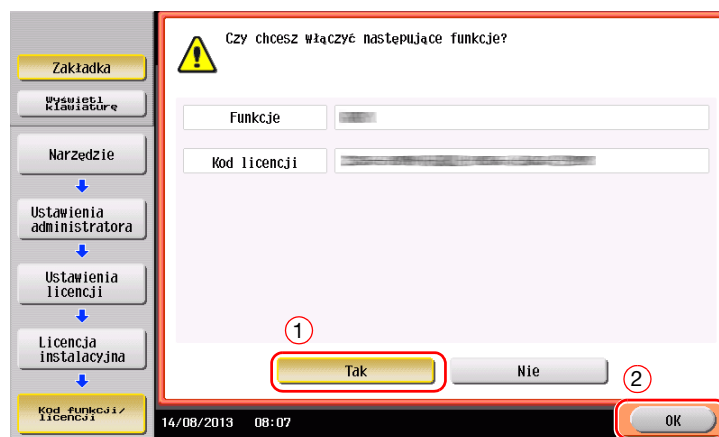 Zakładka
Wyświetl
klawiaturę
Narzędzie
Ustawienia
administratora
Ustawienia
licencji
Licencja
instalacyjna
Kod funkcji/
licencji
Czy chcesz włączyć następujące funkcje?
Funkcje
Kod licencji
1
Tak
Nie
2
14/08/2013 08:07
OK